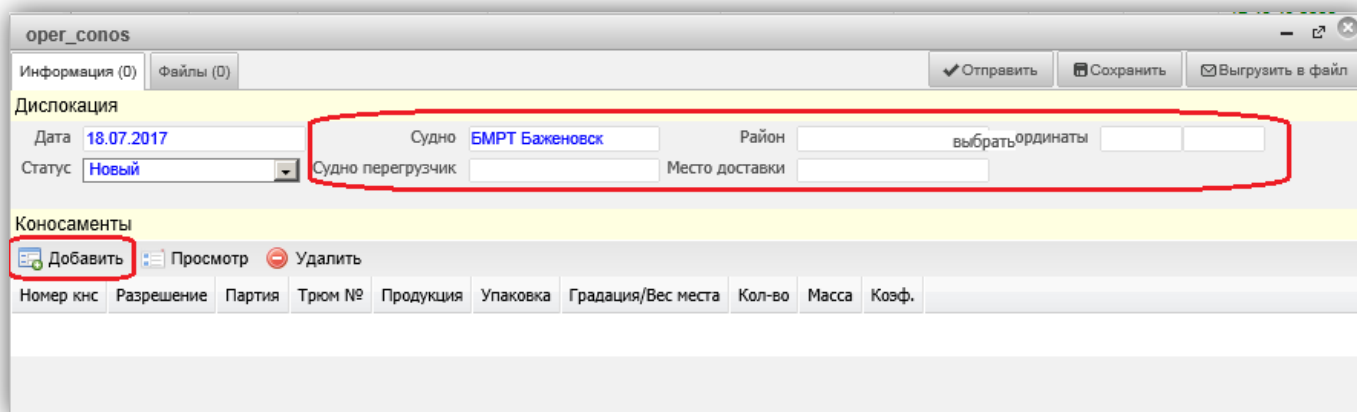 oper_conos
Информация (0) Файлы (0) Отправить Сохранить Выгрузить в файл
Дислокация
Дата 18.07.2017 Судно БМРТ Баженовск Район выбрать ординаты
Статус Новый Судно перегрузчик Место доставки
Коносаменты
Добавить Просмотр Удалить
Номер кнс Разрешение Партия Трюм № Продукция Упаковка Градация/Вес места Кол-во Масса Коэф.